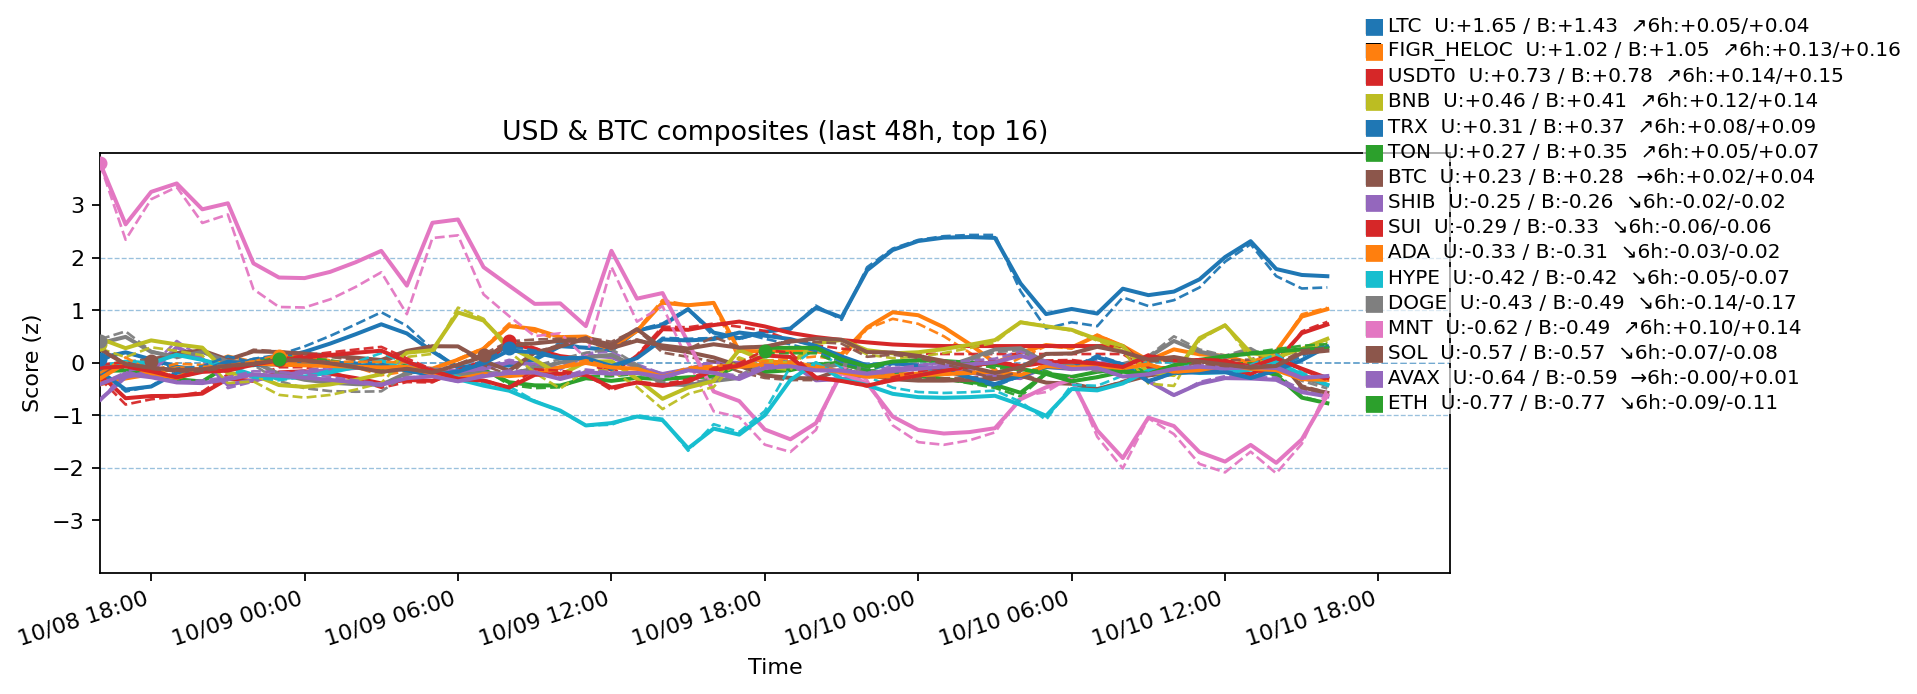 LTC  U:+1.65 / B:+1.43  ↗6h:+0.05/+0.04
FIGR_HELOC  U:+1.02 / B:+1.05  ↗6h:+0.13/+0.16
USDT0  U:+0.73 / B:+0.78  ↗6h:+0.14/+0.15
BNB  U:+0.46 / B:+0.41  ↗6h:+0.12/+0.14
TRX  U:+0.31 / B:+0.37  ↗6h:+0.08/+0.09
TON  U:+0.27 / B:+0.35  ↗6h:+0.05/+0.07
BTC  U:+0.23 / B:+0.28  →6h:+0.02/+0.04
SHIB  U:-0.25 / B:-0.26  ↘6h:-0.02/-0.02
SUI  U:-0.29 / B:-0.33  ↘6h:-0.06/-0.06
ADA  U:-0.33 / B:-0.31  ↘6h:-0.03/-0.02
HYPE  U:-0.42 / B:-0.42  ↘6h:-0.05/-0.07
DOGE  U:-0.43 / B:-0.49  ↘6h:-0.14/-0.17
MNT  U:-0.62 / B:-0.49  ↗6h:+0.10/+0.14
SOL  U:-0.57 / B:-0.57  ↘6h:-0.07/-0.08
AVAX  U:-0.64 / B:-0.59  →6h:-0.00/+0.01
ETH  U:-0.77 / B:-0.77  ↘6h:-0.09/-0.11
USD & BTC composites (last 48h, top 16)
Score (z)
3
2
1
0
−1
−2
−3
10/08 18:00
10/09 00:00
10/09 06:00
10/09 12:00
10/09 18:00
10/10 00:00
10/10 06:00
10/10 12:00
10/10 18:00
Time